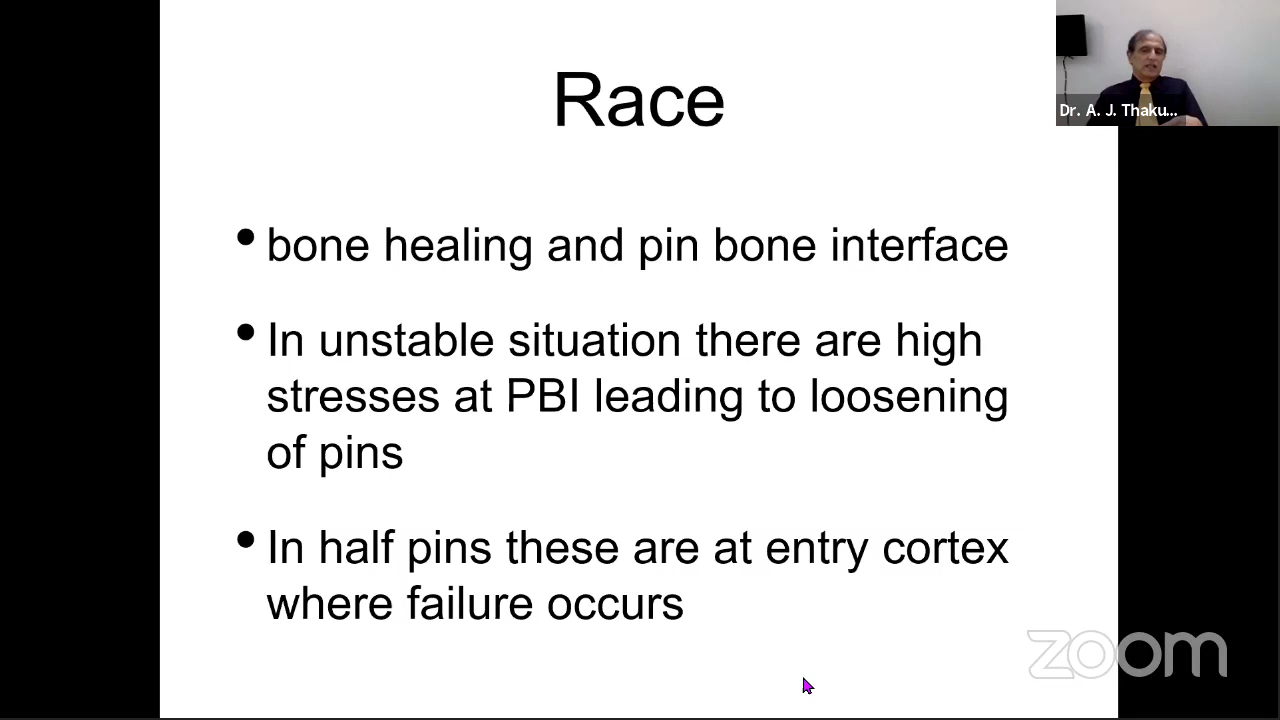 Race
Dr. A. J. Thaku...
• bone healing and pin bone interface
• In unstable situation there are high
stresses at PBI leading to loosening
of pins
• In half pins these are at entry cortex
where failure occurs
zoom